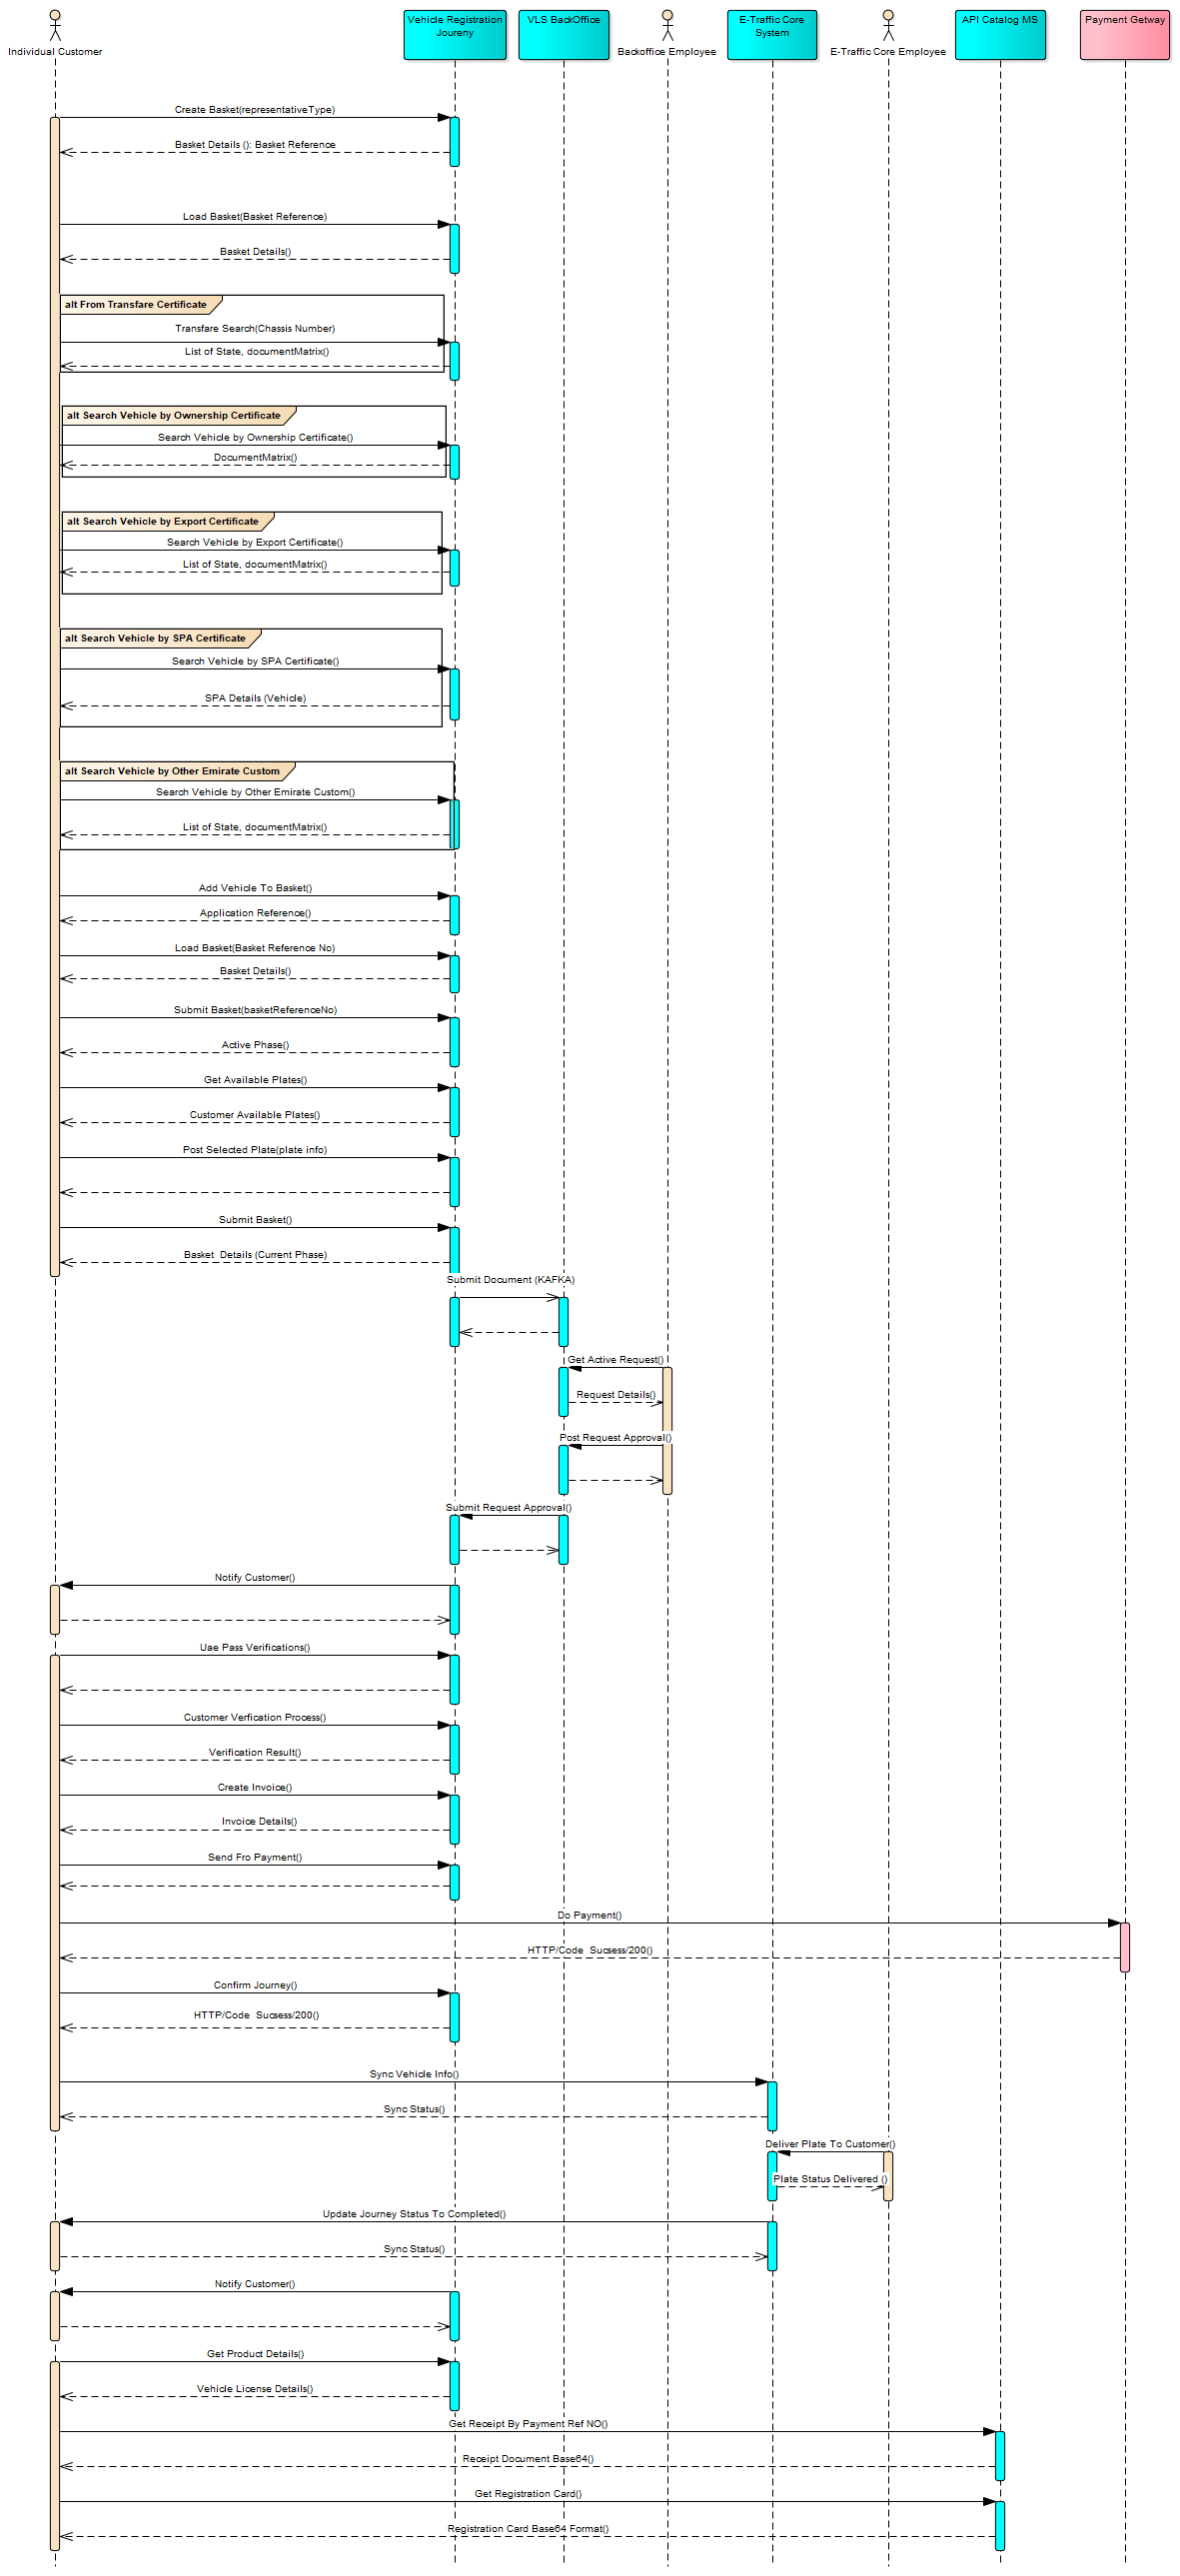 Individual Customer
Vehicle Registration
Joureny
VLS BackOffice
Backoffice Employee
E-Traffic Core
System
E-Traffic Core Employee
API Catalog MS
Payment Getway
Create Basket(representativeType)
Basket Details (): Basket Reference
Load Basket(Basket Reference)
Basket Details()
alt From Transfare Certificate
Transfare Search(Chassis Number)
List of State, documentMatrix()
alt Search Vehicle by Ownership Certificate
Search Vehicle by Ownership Certificate()
DocumentMatrix()
alt Search Vehicle by Export Certificate
Search Vehicle by Export Certificate()
List of State, documentMatrix()
alt Search Vehicle by SPA Certificate
Search Vehicle by SPA Certificate()
SPA Details (Vehicle)
alt Search Vehicle by Other Emirate Custom
Search Vehicle by Other Emirate Custom()
List of State, documentMatrix()
Add Vehicle To Basket()
Application Reference()
Load Basket(Basket Reference No)
Basket Details()
Submit Basket(basketReferenceNo)
Active Phase()
Get Available Plates()
Customer Available Plates()
Post Selected Plate(plate info)
Submit Basket()
Basket  Details (Current Phase)
Submit Document (KAFKA)
Get Active Request()
Request Details()
Post Request Approval()
Submit Request Approval()
Notify Customer()
Uae Pass Verifications()
Customer Verfication Process()
Verification Result()
Create Invoice()
Invoice Details()
Send Fro Payment()
Do Payment()
HTTP/Code  Sucsess/200()
Confirm Journey()
HTTP/Code  Sucsess/200()
Sync Vehicle Info()
Sync Status()
Deliver Plate To Customer()
Plate Status Delivered ()
Update Journey Status To Completed()
Sync Status()
Notify Customer()
Get Product Details()
Vehicle License Details()
Get Receipt By Payment Ref NO()
Receipt Document Base64()
Get Registration Card()
Registration Card Base64 Format()